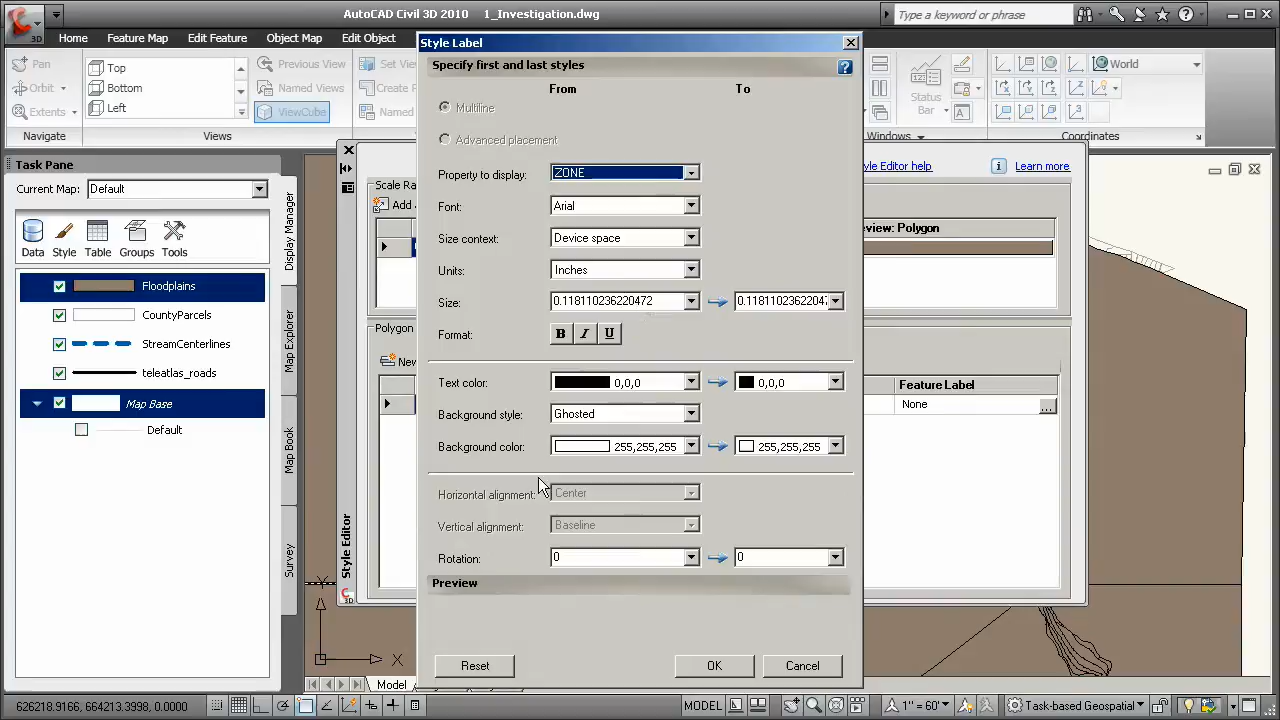 AutoCAD Civil 3D 2010 1_Investigation.dwg
Type a keyword or phrase
3D
Home Feature Map Edit Feature Object Map Edit Object
Pan
Orbit
Extents
Navigate
Top
Bottom
Left
Views
Previous View
Named Views
ViewCube
Set Vie
Create F
Named
Status
Bar
Windows
World
Coordinates
Task Pane
Current Map: Default
Data Style Table Groups Tools
Floodplains
CountyParcels
StreamCenterlines
teleatlas_roads
Map Base
Default
Display Manager
Map Explorer
Map Book
Survey
Style Editor
Scale Ra
Add
Polygon
New
tyle Editor help
Learn more
eview: Polygon
Feature Label
None
...
Style Label
Specify first and last styles
From To
Multiline
Advanced placement
Property to display: ZONE
Font: Arial
Size context: Device space
Units: Inches
Size: 0.118110236220472 0.11811023622047
Format: B I U
Text color: 0,0,0 0,0,0
Background style: Ghosted
Background color: 255,255,255 255,255,255
Horizontal alignment: Center
Vertical alignment: Baseline
Rotation: 0 0
Preview
Reset OK Cancel
Y
X
Model
626218.9166, 664213.3998, 0.0000
MODEL
1" = 60'
Task-based Geospatial